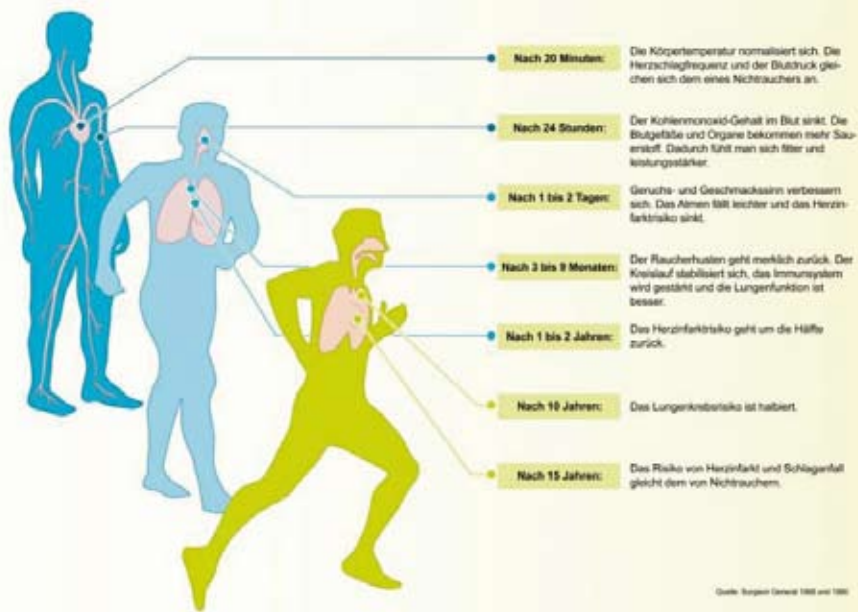 Nach 20 Minuten:
Die Körpertemperatur normalisiert sich. Die
Herzschlagfrequenz und der Blutdruck glei-
chen sich dem eines Nichtrauchers an.
Nach 24 Stunden:
Der Kohlenmonoxid-Gehalt im Blut sinkt. Die
Blutgefäße und Organe bekommen mehr Sau-
erstoff. Dadurch fühlt man sich fitter und
leistungsstärker.
Nach 1 bis 2 Tagen:
Geruchs- und Geschmackssinn verbessern
sich. Das Atmen fällt leichter und das Herzin-
farktrisiko sinkt.
Nach 3 bis 9 Monaten:
Der Raucherhusten geht merklich zurück. Der
Kreislauf stabilisiert sich, das Immunsystem
wird gestärkt und die Lungenfunktion ist
besser.
Nach 1 bis 2 Jahren:
Das Herzinfarktrisiko geht um die Hälfte
zurück.
Nach 10 Jahren:
Das Lungenkrebsrisiko ist halbiert.
Nach 15 Jahren:
Das Risiko von Herzinfarkt und Schlaganfall
gleicht dem von Nichtrauchern.
Quelle: Surgeon General 1988 und 1990